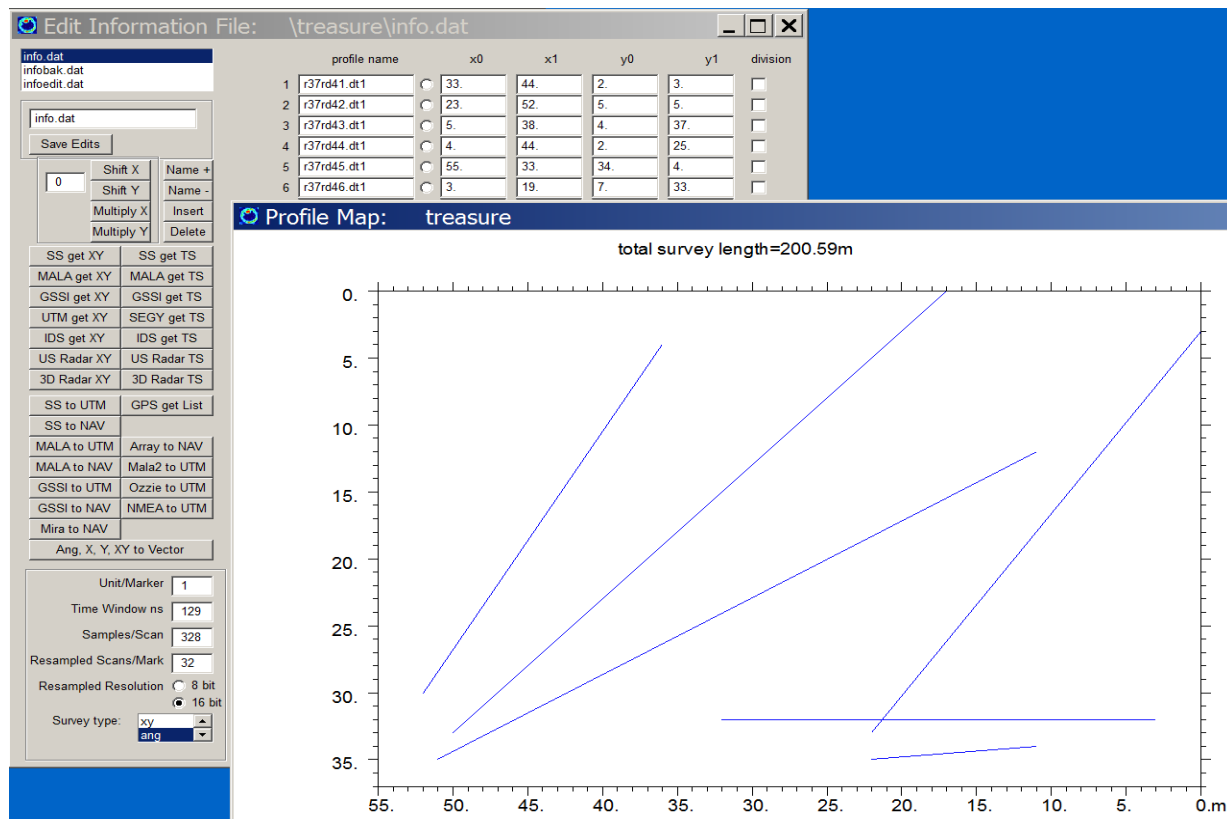 Edit Information File: \treasure\info.dat
info.dat
infobak.dat
infoedit.dat
info.dat
Save Edits
0
Shift X
Name +
Shift Y
Name -
Multiply X
Insert
Multiply Y
Delete
SS get XY
SS get TS
MALA get XY
MALA get TS
GSSI get XY
GSSI get TS
UTM get XY
SEGY get TS
IDS get XY
IDS get TS
US Radar XY
US Radar TS
3D Radar XY
3D Radar TS
SS to UTM
GPS get List
SS to NAV
MALA to UTM
Array to NAV
MALA to NAV
Mala2 to UTM
GSSI to UTM
Ozzie to UTM
GSSI to NAV
NMEA to UTM
Mira to NAV
Ang, X, Y, XY to Vector
Unit/Marker 1
Time Window ns 129
Samples/Scan 328
Resampled Scans/Mark 32
Resampled Resolution 8 bit
16 bit
Survey type: xy
ang
profile name x0 x1 y0 y1 division
1 r37rd41.dt1 33. 44. 2. 3.
2 r37rd42.dt1 23. 52. 5. 5.
3 r37rd43.dt1 5. 38. 4. 37.
4 r37rd44.dt1 4. 44. 2. 25.
5 r37rd45.dt1 55. 33. 34. 4.
6 r37rd46.dt1 3. 19. 7. 33.
Profile Map: treasure
total survey length=200.59m
0.
5.
10.
15.
20.
25.
30.
35.
55. 50. 45. 40. 35. 30. 25. 20. 15. 10. 5. 0.m